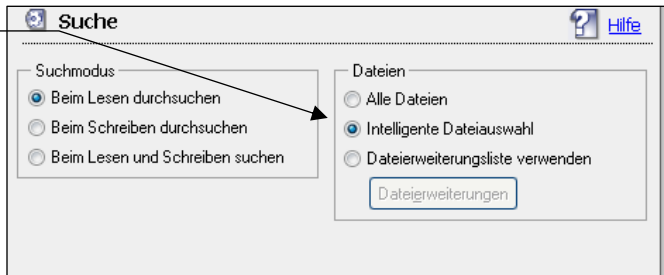 Suche
Hilfe
Suchmodus
Beim Lesen durchsuchen
Beim Schreiben durchsuchen
Beim Lesen und Schreiben suchen
Dateien
Alle Dateien
Intelligente Dateiauswahl
Dateierweiterungsliste verwenden
Dateierweiterungen